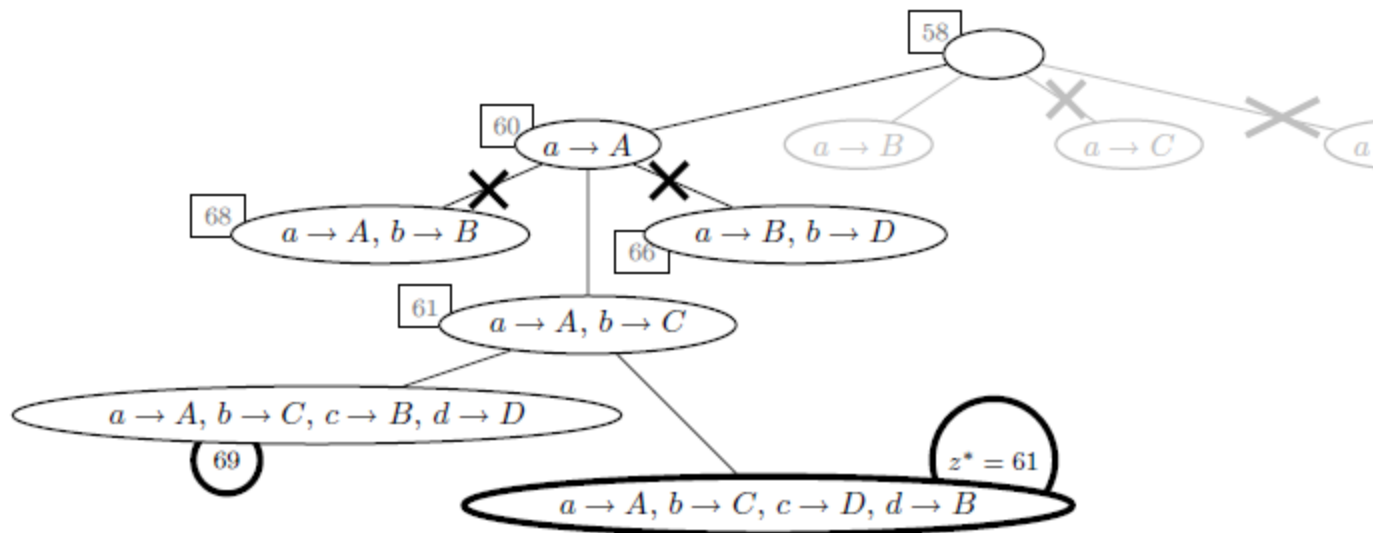 58
60
a → A
a → B
a → C
a
68
a → A, b → B
a → B, b → D
66
61
a → A, b → C
a → A, b → C, c → B, d → D
69
z* = 61
a → A, b → C, c → D, d → B